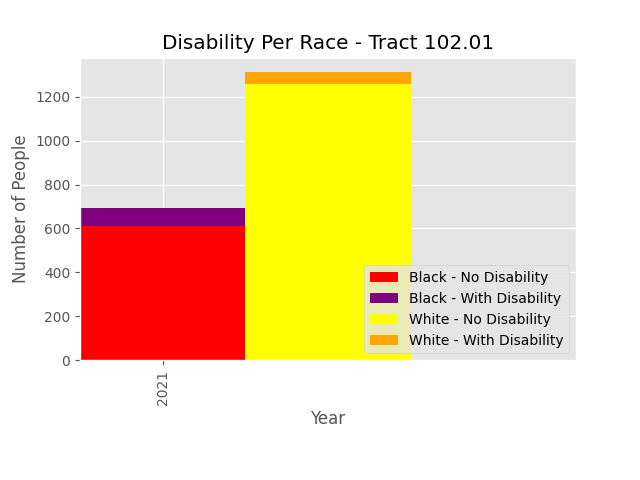 Disability Per Race - Tract 102.01
Number of People
1200
1000
800
600
400
200
0
Black - No Disability
Black - With Disability
White - No Disability
White - With Disability
2021
Year